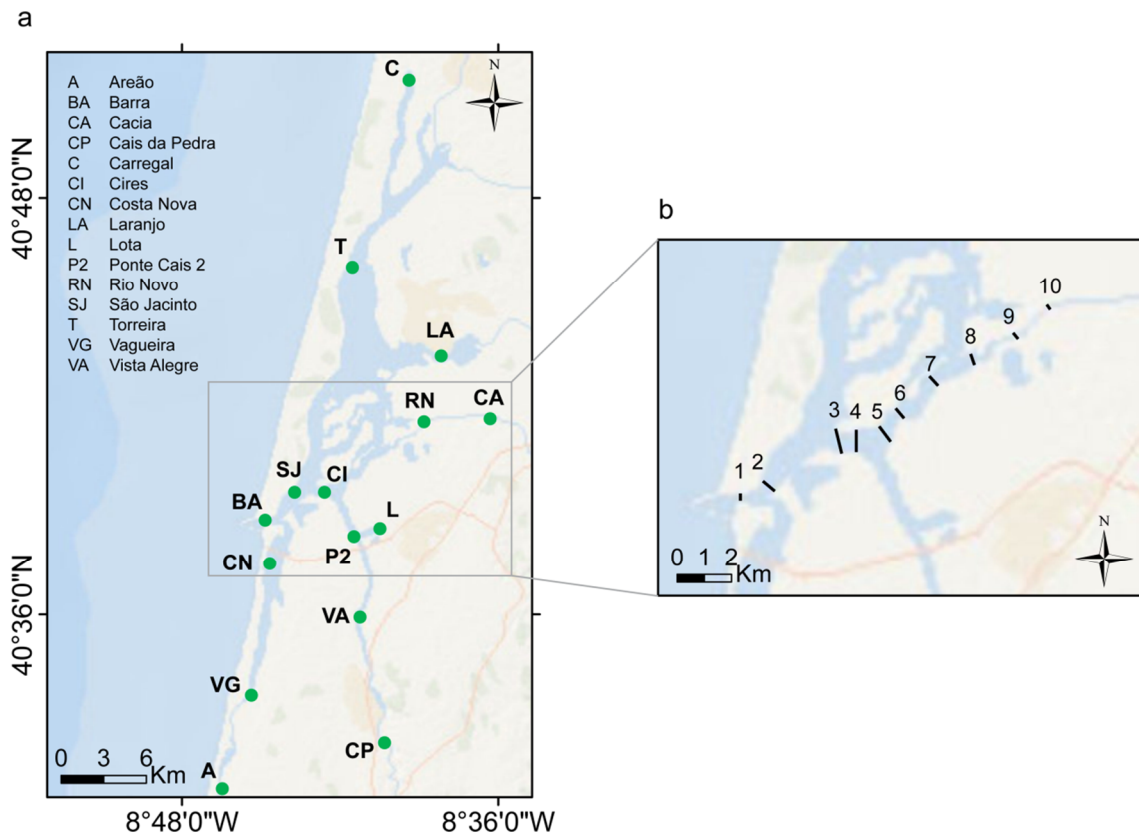 a
A Areão
BA Barra
CA Cacia
CP Cais da Pedra
C Carregal
CI Cires
CN Costa Nova
LA Laranjo
L Lota
P2 Ponte Cais 2
RN Rio Novo
SJ São Jacinto
T Torreira
VG Vagueira
VA Vista Alegre
C
N
T
LA
RN
CA
SJ
CI
BA
L
P2
CN
VA
VG
CP
A
0 3 6
Km
40°48'0"N
40°36'0"N
8°48'0"W
8°36'0"W
b
10
9
8
7
6
5
4
3
2
1
N
0 1 2
Km